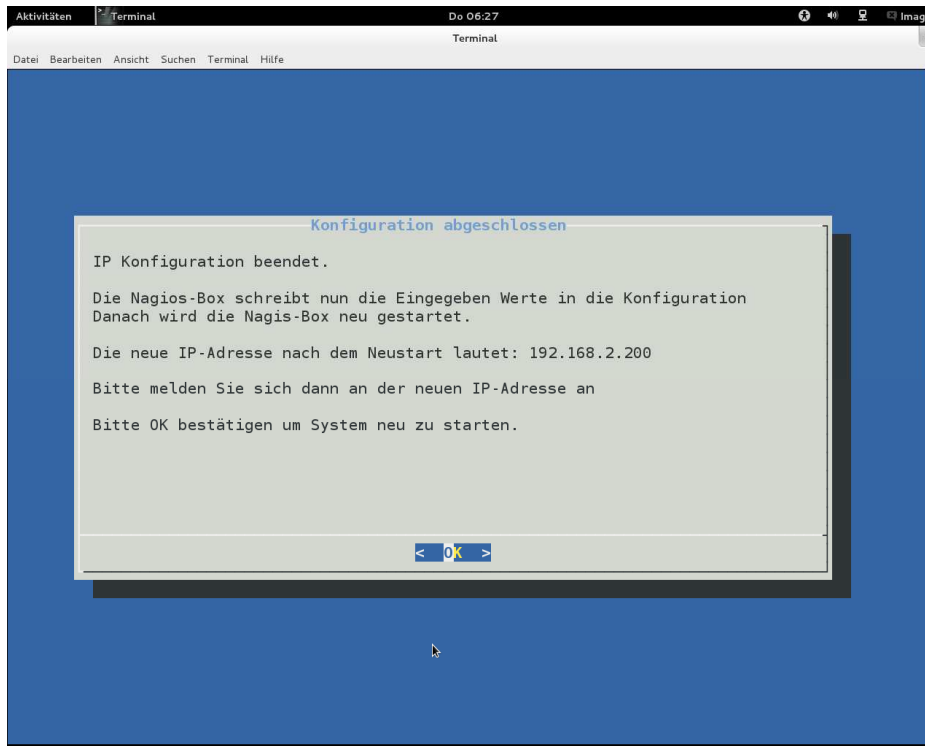 Aktivitäten Terminal Do 06:27 Imag
Terminal
Datei Bearbeiten Ansicht Suchen Terminal Hilfe
Konfiguration abgeschlossen
IP Konfiguration beendet.
Die Nagios-Box schreibt nun die Eingegeben Werte in die Konfiguration
Danach wird die Nagis-Box neu gestartet.
Die neue IP-Adresse nach dem Neustart lautet: 192.168.2.200
Bitte melden Sie sich dann an der neuen IP-Adresse an
Bitte OK bestätigen um System neu zu starten.
< OK >